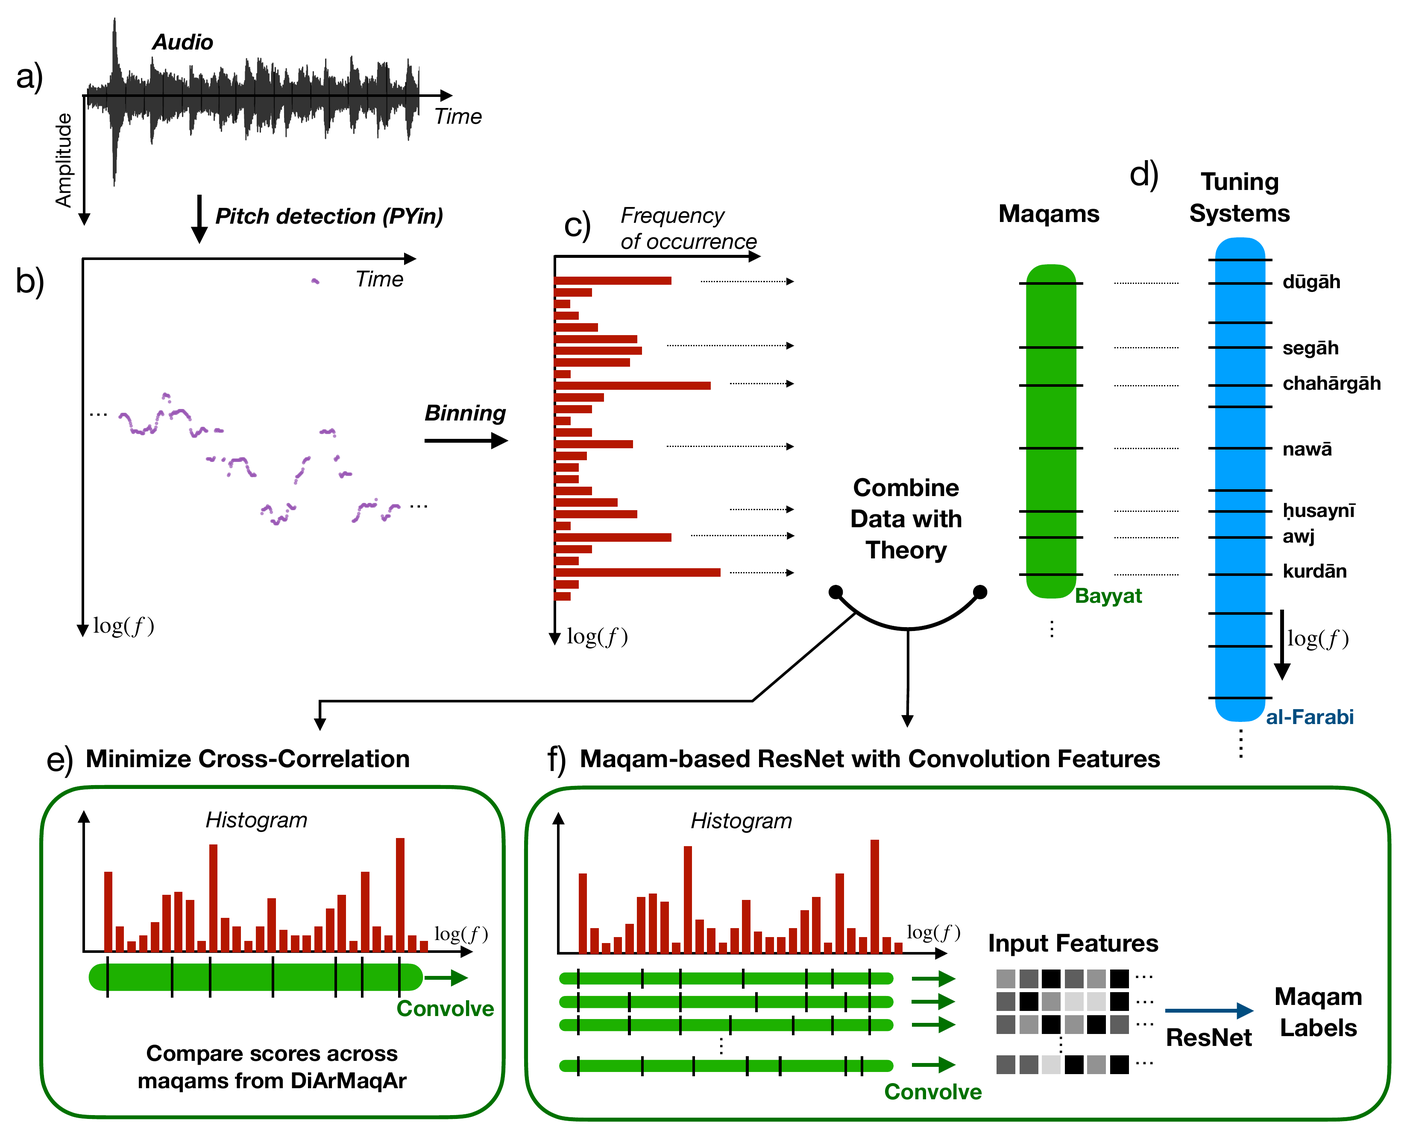 a)
Audio
Time
Amplitude
Pitch detection (PYin)
b)
Time
...
...
log(f)
Binning
c)
Frequency
of occurrence
log(f)
Combine
Data with
Theory
Maqams
Bayyat
⋮
d)
Tuning
Systems
dūgāh
segāh
chahārgāh
nawā
ḥusaynī
awj
kurdān
log(f)
al-Farabi
⋮
e) Minimize Cross-Correlation
Histogram
log(f)
Convolve
Compare scores across
maqams from DiArMaqAr
f) Maqam-based ResNet with Convolution Features
Histogram
log(f)
⋮
Convolve
Input Features
...
...
...
⋮
...
ResNet
Maqam
Labels